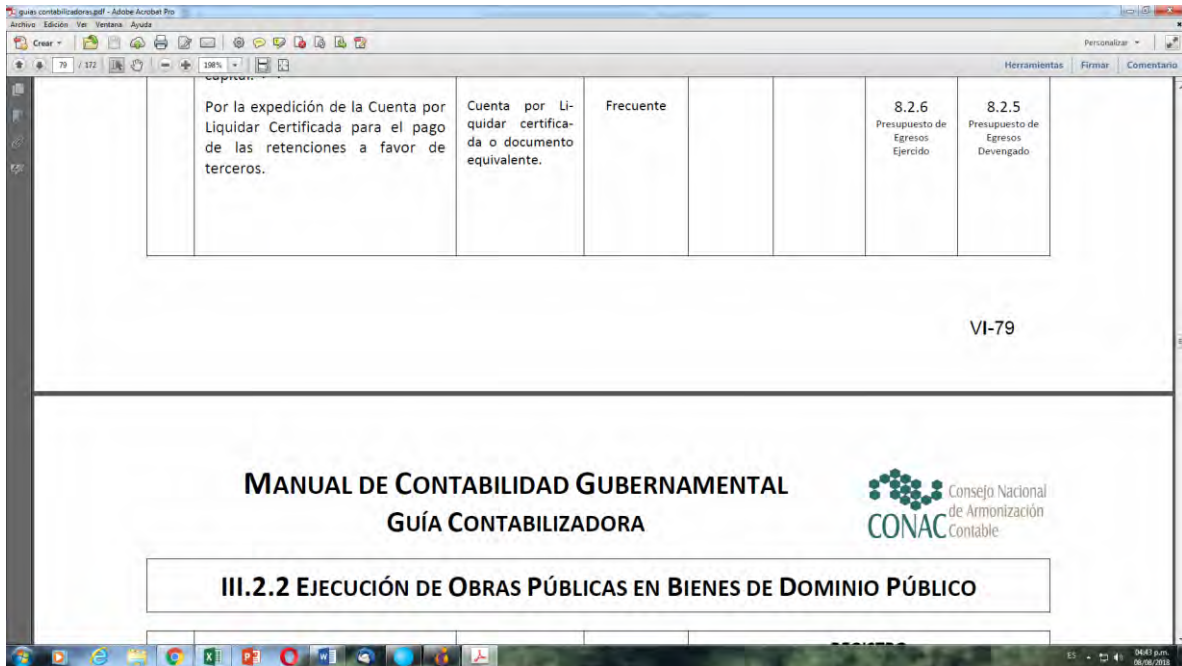 guias contabilizadoras.pdf - Adobe Acrobat Pro
Archivo Edición Ver Ventana Ayuda
Crear
Personalizar
79 / 172 198%
Herramientas Firmar Comentario
capital.
Por la expedición de la Cuenta por
Liquidar Certificada para el pago
de las retenciones a favor de
terceros.
Cuenta por Li-
quidar certifica-
da o documento
equivalente.
Frecuente
8.2.6
Presupuesto de
Egresos
Ejercido
8.2.5
Presupuesto de
Egresos
Devengado
VI-79
MANUAL DE CONTABILIDAD GUBERNAMENTAL
GUÍA CONTABILIZADORA
CONAC
Consejo Nacional
de Armonización
Contable
III.2.2 EJECUCIÓN DE OBRAS PÚBLICAS EN BIENES DE DOMINIO PÚBLICO
REGISTRO
ES
04:43 p.m.
08/08/2018